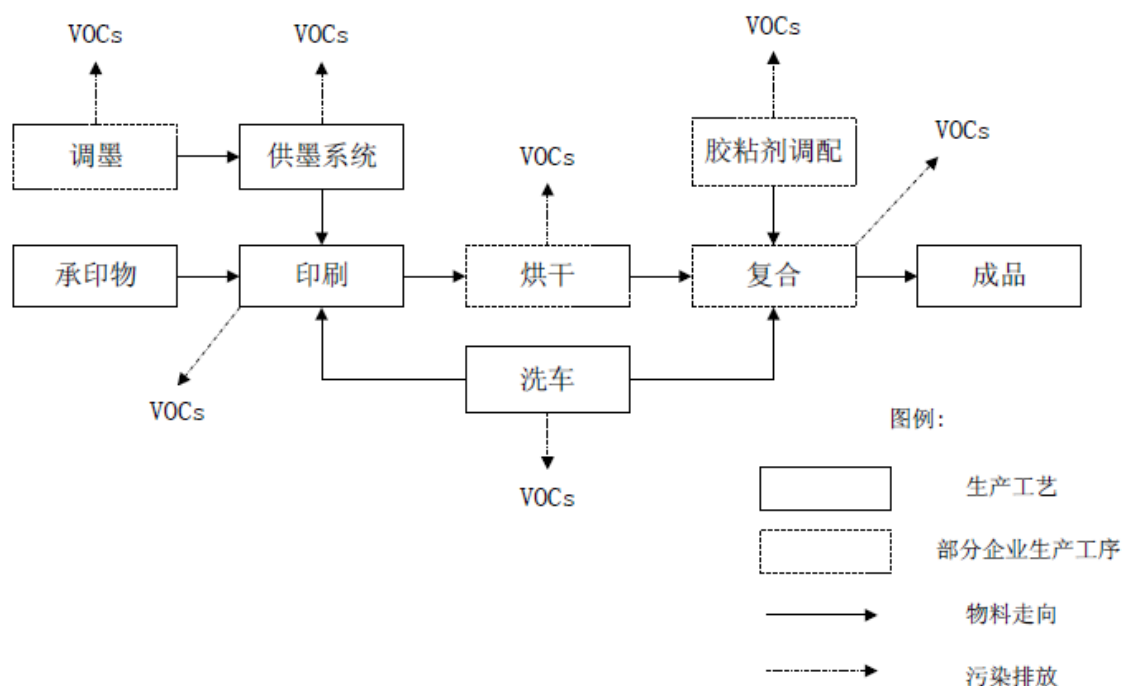 VOCs
VOCs
VOCs
调墨
供墨系统
胶粘剂调配
VOCs
VOCs
承印物
印刷
烘干
复合
成品
洗车
VOCs
VOCs
图例:
生产工艺
部分企业生产工序
物料走向
污染排放